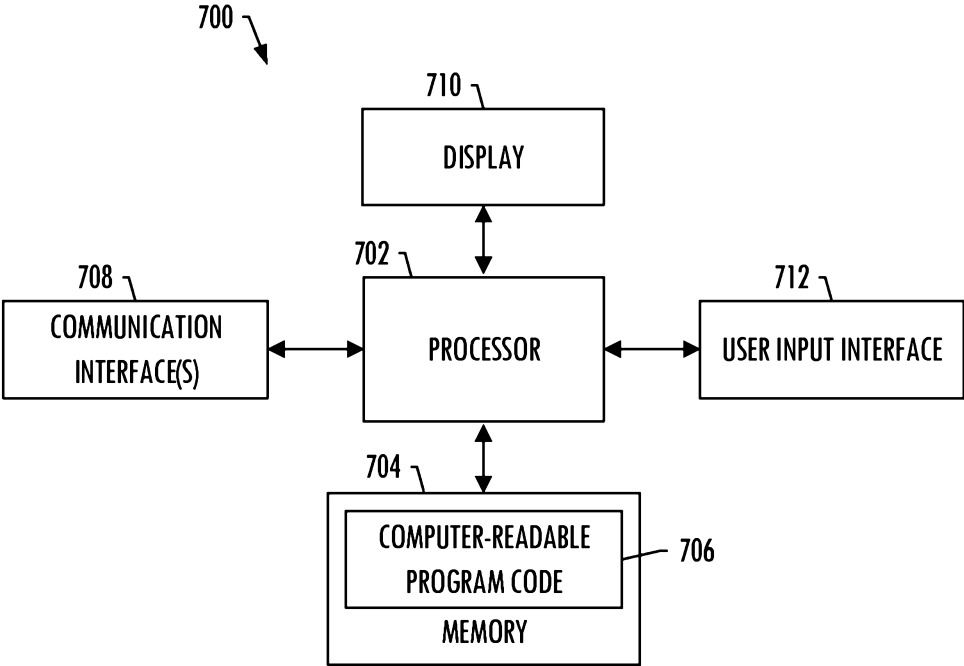 700
710
DISPLAY
702
708
712
COMMUNICATION
INTERFACE(S)
PROCESSOR
USER INPUT INTERFACE
704
COMPUTER-READABLE
PROGRAM CODE
706
MEMORY